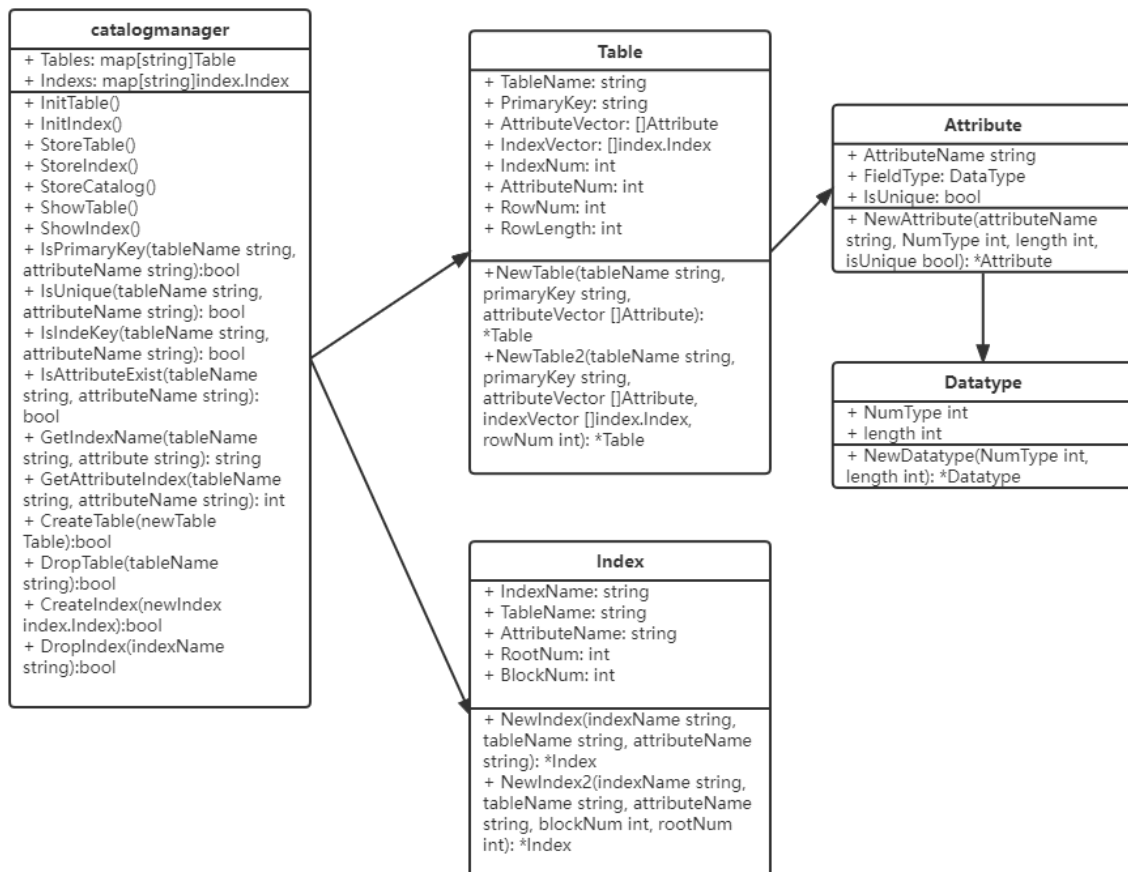 catalogmanager
+ Tables: map[string]Table
+ Indexs: map[string]index.Index
+ InitTable()
+ InitIndex()
+ StoreTable()
+ StoreIndex()
+ StoreCatalog()
+ ShowTable()
+ ShowIndex()
+ IsPrimaryKey(tableName string,
attributeName string):bool
+ IsUnique(tableName string,
attributeName string): bool
+ IsIndeKey(tableName string,
attributeName string): bool
+ IsAttributeExist(tableName
string, attributeName string):
bool
+ GetIndexName(tableName
string, attribute string): string
+ GetAttributeIndex(tableName
string, attributeName string): int
+ CreateTable(newTable
Table):bool
+ DropTable(tableName
string):bool
+ CreateIndex(newIndex
index.Index):bool
+ DropIndex(indexName
string):bool
Table
+ TableName: string
+ PrimaryKey: string
+ AttributeVector: []Attribute
+ IndexVector: []index.Index
+ IndexNum: int
+ AttributeNum: int
+ RowNum: int
+ RowLength: int
+NewTable(tableName string,
primaryKey string,
attributeVector []Attribute):
*Table
+NewTable2(tableName string,
primaryKey string,
attributeVector []Attribute,
indexVector []index.Index,
rowNum int): *Table
Attribute
+ AttributeName string
+ FieldType: DataType
+ IsUnique: bool
+ NewAttribute(attributeName
string, NumType int, length int,
isUnique bool): *Attribute
Datatype
+ NumType int
+ length int
+ NewDatatype(NumType int,
length int): *Datatype
Index
+ IndexName: string
+ TableName: string
+ AttributeName: string
+ RootNum: int
+ BlockNum: int
+ NewIndex(indexName string,
tableName string, attributeName
string): *Index
+ NewIndex2(indexName string,
tableName string, attributeName
string, blockNum int, rootNum
int): *Index